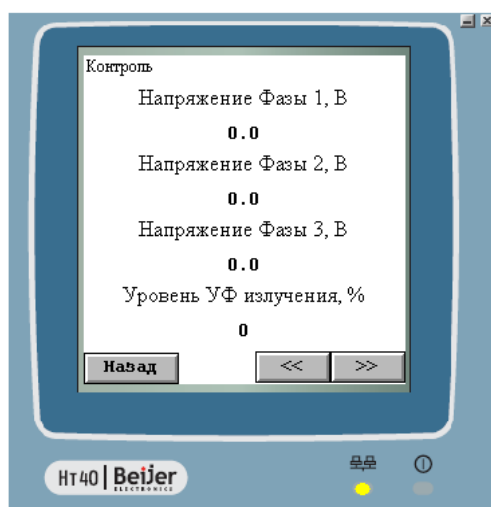 Контроль
Напряжение Фазы 1, В
0.0
Напряжение Фазы 2, В
0.0
Напряжение Фазы 3, В
0.0
Уровень УФ излучения, %
0
Назад << >>
HT40 | Beijer
ELECTRONICS